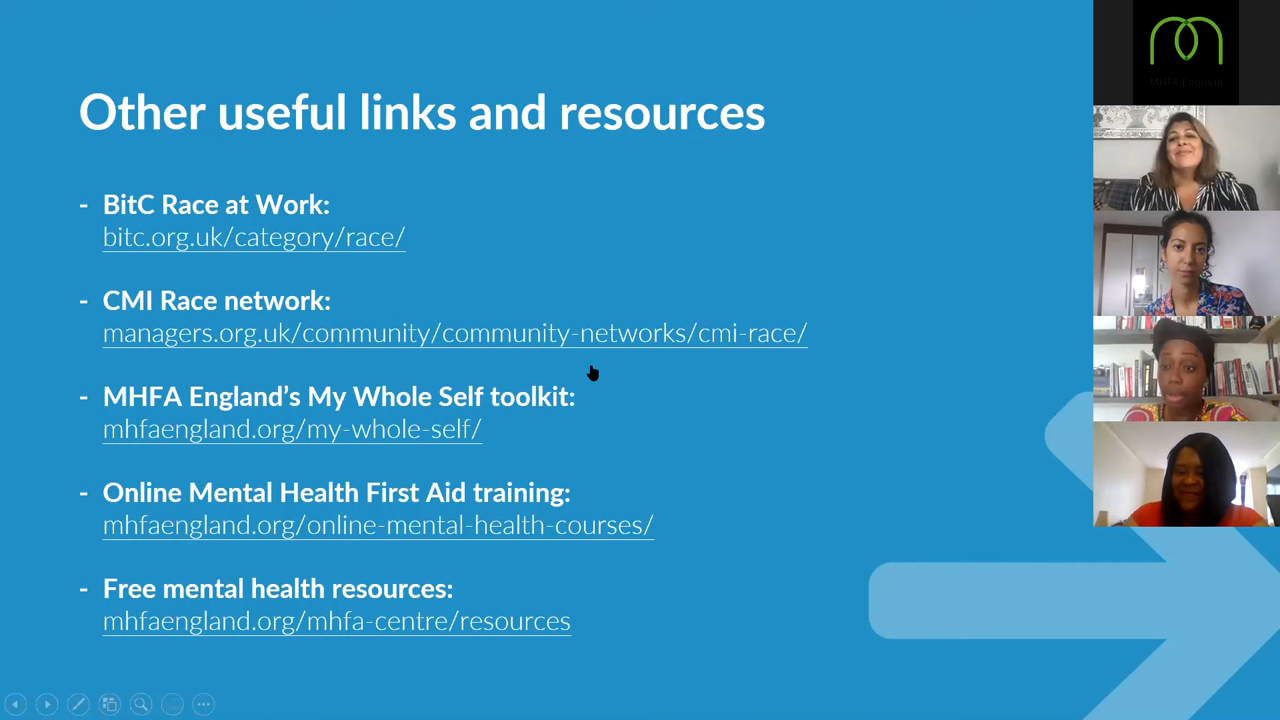 Other useful links and resources
- BitC Race at Work:
bitc.org.uk/category/race/
- CMI Race network:
managers.org.uk/community/community-networks/cmi-race/
- MHFA England’s My Whole Self toolkit:
mhfaengland.org/my-whole-self/
- Online Mental Health First Aid training:
mhfaengland.org/online-mental-health-courses/
- Free mental health resources:
mhfaengland.org/mhfa-centre/resources
MHFA England